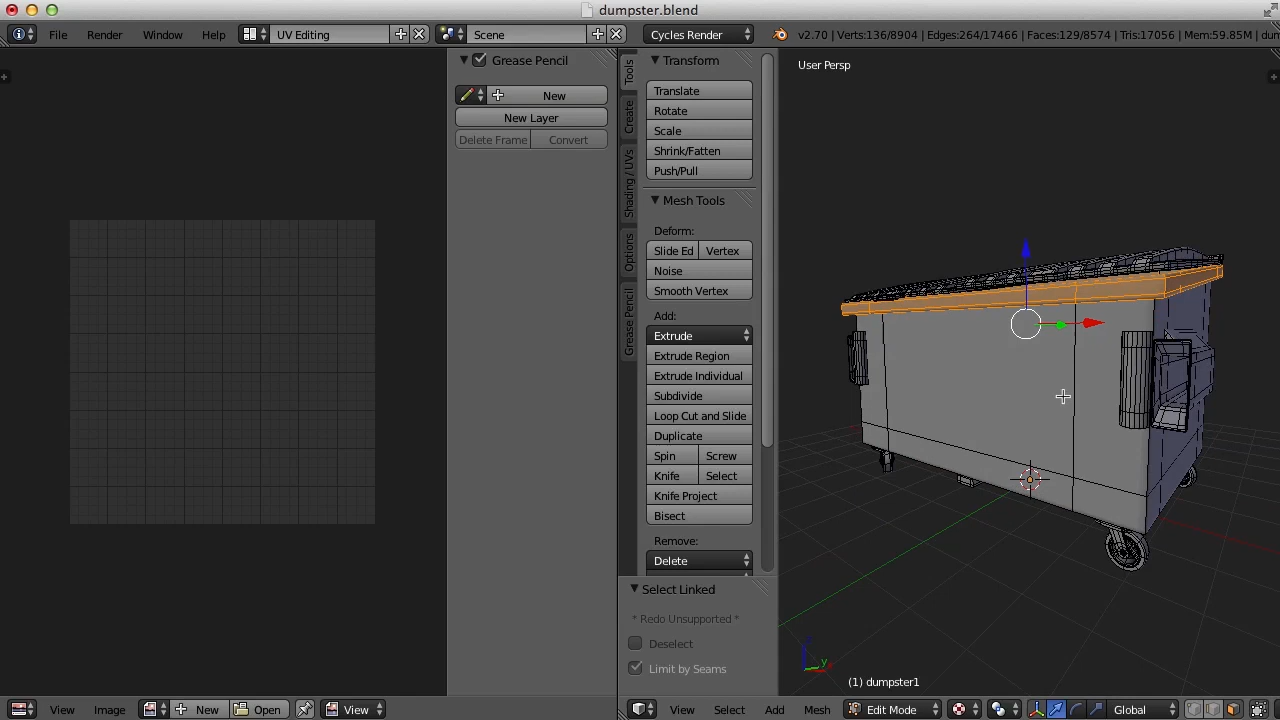 dumpster.blend
File Render Window Help UV Editing Scene Cycles Render v2.70 | Verts:136/8904 | Edges:264/17466 | Faces:129/8574 | Tris:17056 | Mem:59.85M | dum
Grease Pencil
New
New Layer
Delete Frame Convert
Tools
Create
Shading / UVs
Options
Grease Pencil
Transform
Translate
Rotate
Scale
Shrink/Fatten
Push/Pull
Mesh Tools
Deform:
Slide Ed Vertex
Noise
Smooth Vertex
Add:
Extrude
Extrude Region
Extrude Individual
Subdivide
Loop Cut and Slide
Duplicate
Spin Screw
Knife Select
Knife Project
Bisect
Remove:
Delete
Select Linked
* Redo Unsupported *
Deselect
Limit by Seams
User Persp
y
(1) dumpster1
View Image New Open View
View Select Add Mesh Edit Mode Global